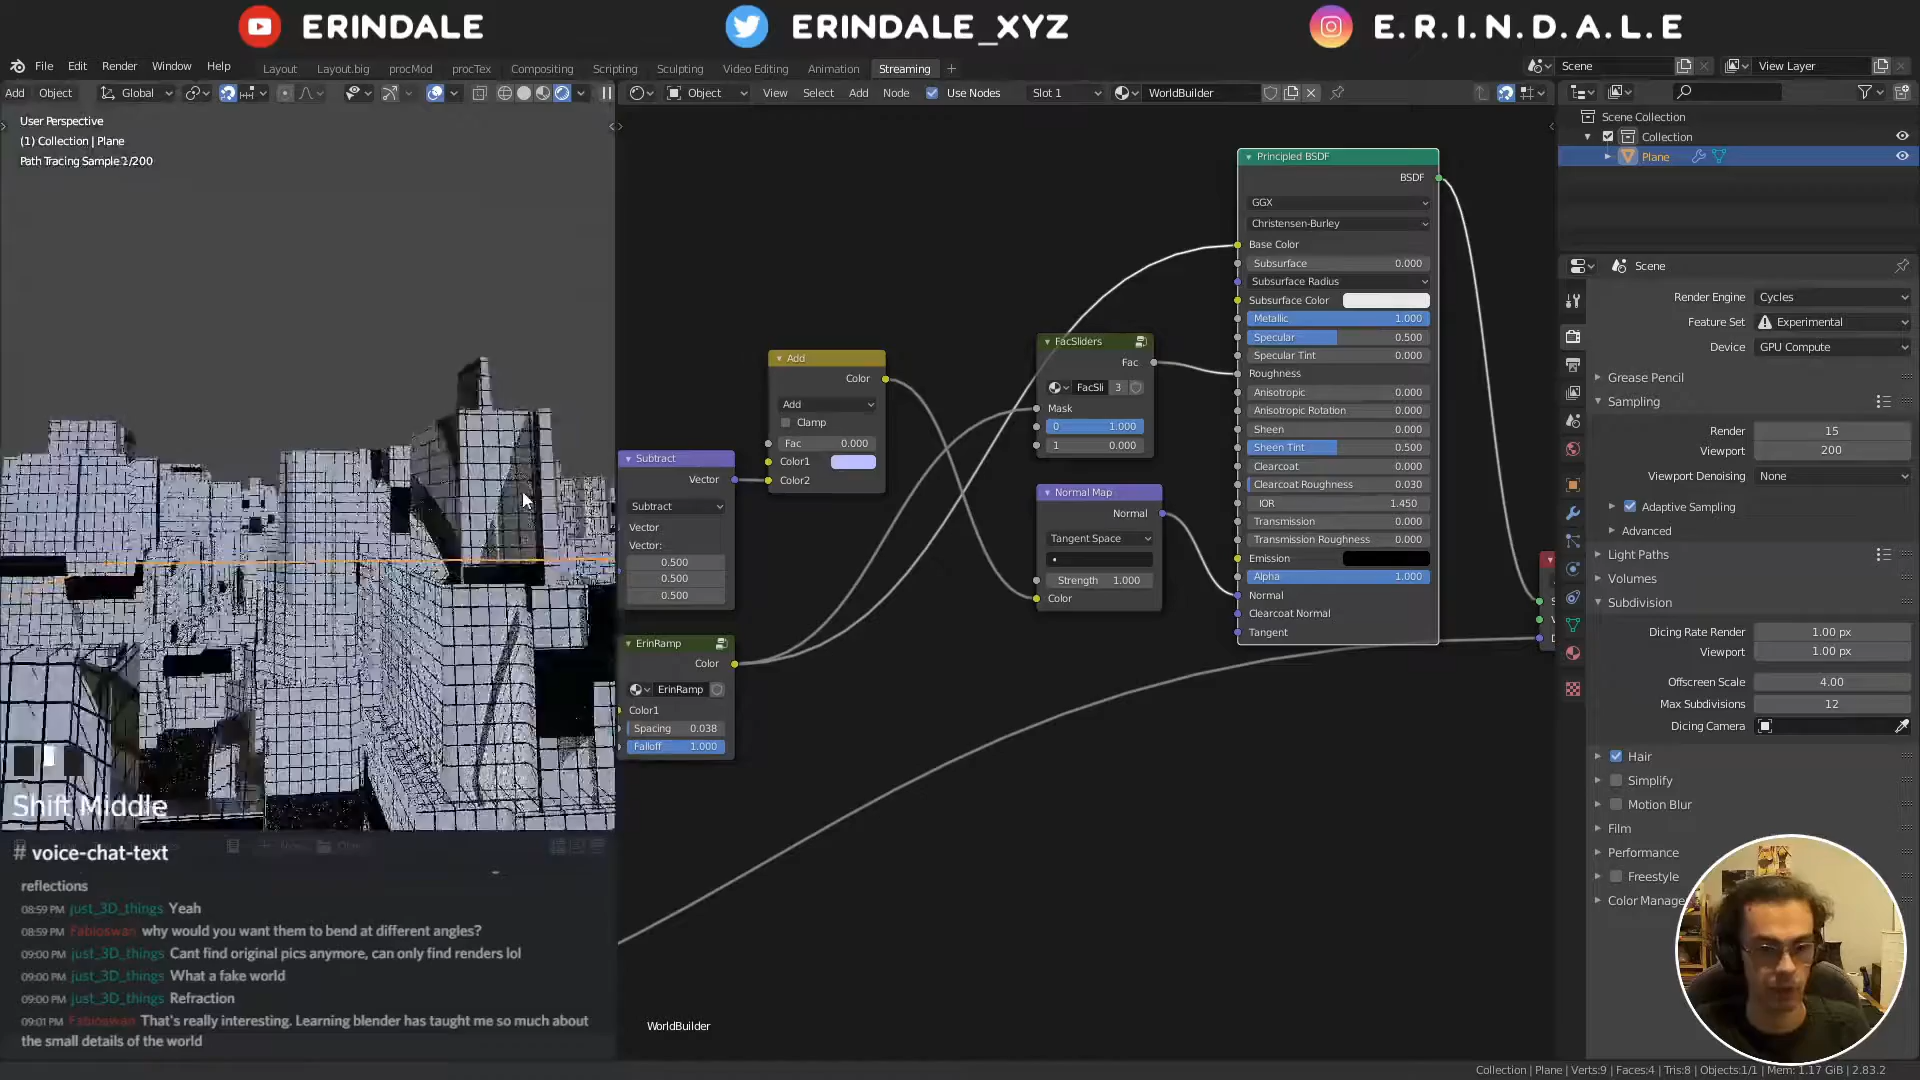 ERINDALE
ERINDALE_XYZ
E.R.I.N.D.A.L.E
File Edit Render Window Help
Layout Layout.big procMod procTex Compositing Scripting Sculpting Video Editing Animation Streaming
Scene
View Layer
Add Object Global
Object View Select Add Node Use Nodes Slot 1 WorldBuilder
User Perspective
(1) Collection | Plane
Path Tracing Sample 2/200
Shift Middle
# voice-chat-text
reflections
08:59 PM just_3D_things Yeah
08:59 PM Fabioswan why would you want them to bend at different angles?
09:00 PM just_3D_things Cant find original pics anymore, can only find renders lol
09:00 PM just_3D_things What a fake world
09:00 PM just_3D_things Refraction
09:01 PM Fabioswan That's really interesting. Learning blender has taught me so much about
the small details of the world
Subtract
Vector
Subtract
Vector
Vector:
0.500
0.500
0.500
ErinRamp
Color
ErinRamp
Color1
Spacing 0.038
Falloff 1.000
Add
Color
Add
Clamp
Fac 0.000
Color1
Color2
FacSliders
Fac
FacSli 3
Mask
0 1.000
1 0.000
Normal Map
Normal
Tangent Space
Strength 1.000
Color
Principled BSDF
BSDF
GGX
Christensen-Burley
Base Color
Subsurface 0.000
Subsurface Radius
Subsurface Color
Metallic 1.000
Specular 0.500
Specular Tint 0.000
Roughness
Anisotropic 0.000
Anisotropic Rotation 0.000
Sheen 0.000
Sheen Tint 0.500
Clearcoat 0.000
Clearcoat Roughness 0.030
IOR 1.450
Transmission 0.000
Transmission Roughness 0.000
Emission
Alpha 1.000
Normal
Clearcoat Normal
Tangent
WorldBuilder
Scene Collection
Collection
Plane
Scene
Render Engine Cycles
Feature Set Experimental
Device GPU Compute
Grease Pencil
Sampling
Render 15
Viewport 200
Viewport Denoising None
Adaptive Sampling
Advanced
Light Paths
Volumes
Subdivision
Dicing Rate Render 1.00 px
Viewport 1.00 px
Offscreen Scale 4.00
Max Subdivisions 12
Dicing Camera
Hair
Simplify
Motion Blur
Film
Performance
Freestyle
Color Manage
Collection | Plane | Verts:9 | Faces:4 | Tris:8 | Objects:1/1 | Mem: 1.17 GiB | 2.83.2